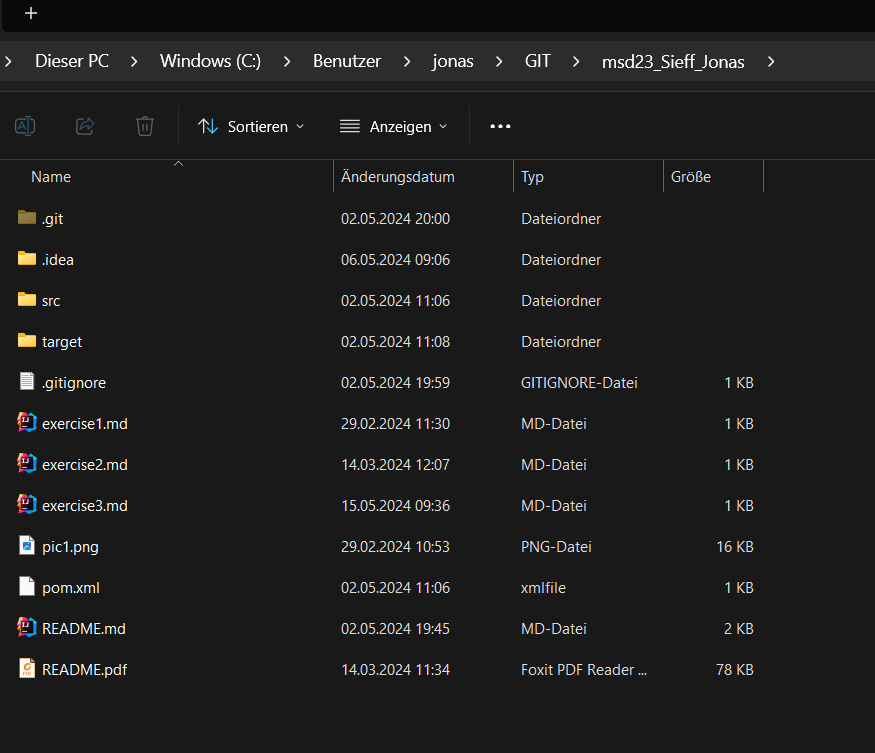 Dieser PC > Windows (C:) > Benutzer > jonas > GIT > msd23_Sieff_Jonas >
Sortieren Anzeigen
Name Änderungsdatum Typ Größe
.git 02.05.2024 20:00 Dateiordner
.idea 06.05.2024 09:06 Dateiordner
src 02.05.2024 11:06 Dateiordner
target 02.05.2024 11:08 Dateiordner
.gitignore 02.05.2024 19:59 GITIGNORE-Datei 1 KB
exercise1.md 29.02.2024 11:30 MD-Datei 1 KB
exercise2.md 14.03.2024 12:07 MD-Datei 1 KB
exercise3.md 15.05.2024 09:36 MD-Datei 1 KB
pic1.png 29.02.2024 10:53 PNG-Datei 16 KB
pom.xml 02.05.2024 11:06 xmlfile 1 KB
README.md 02.05.2024 19:45 MD-Datei 2 KB
README.pdf 14.03.2024 11:34 Foxit PDF Reader ... 78 KB